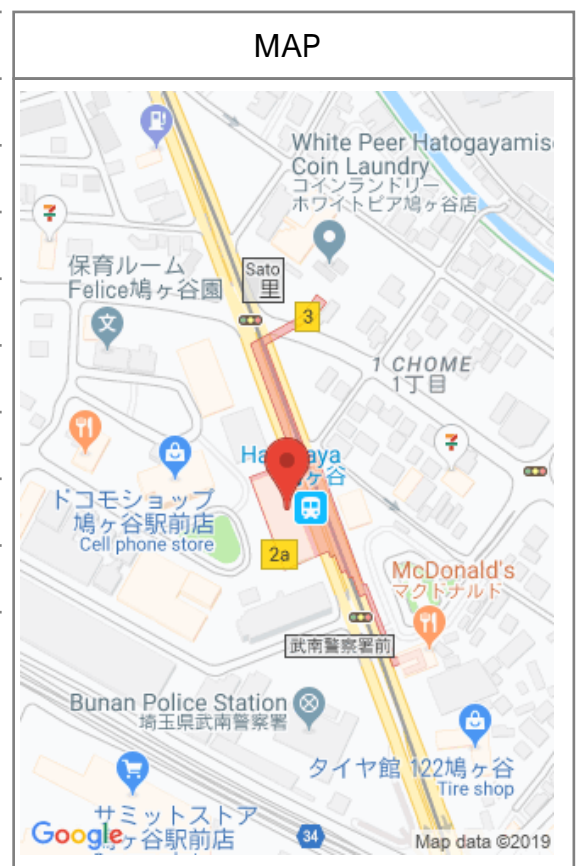 MAP
White Peer Hatogayamis
Coin Laundry
コインランドリー
ホワイトピア鳩ヶ谷店
保育ルーム
Felice鳩ヶ谷園
Sato
里
文
3
1 CHOME
1丁目
7
7
Ha aya
ヶ谷
ドコモショップ
鳩ヶ谷駅前店
Cell phone store
2a
McDonald's
マクドナルド
武南警察署前
Bunan Police Station
埼玉県武南警察署
タイヤ館 122鳩ヶ谷
Tire shop
サミットストア
ヶ谷駅前店
Google
34
Map data ©2019